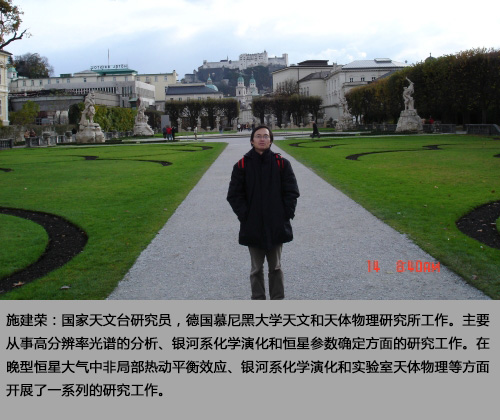 14 8:40AM
施建荣：国家天文台研究员，德国慕尼黑大学天文和天体物理研究所工作。主要
从事高分辨率光谱的分析、银河系化学演化和恒星参数确定方面的研究工作。在
晚型恒星大气中非局部热动平衡效应、银河系化学演化和实验室天体物理等方面
开展了一系列的研究工作。